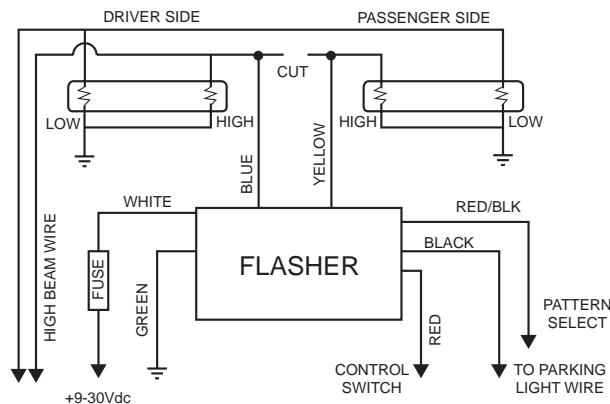 DRIVER SIDE
PASSENGER SIDE
CUT
LOW
HIGH
HIGH
LOW
BLUE
YELLOW
WHITE
RED/BLK
BLACK
HIGH BEAM WIRE
FUSE
GREEN
FLASHER
RED
PATTERN
SELECT
CONTROL
SWITCH
TO PARKING
LIGHT WIRE
+9-30Vdc